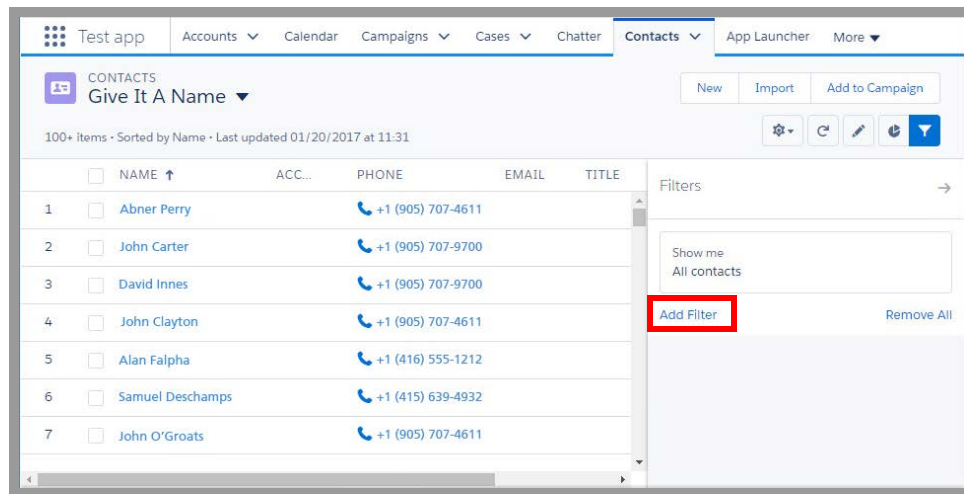 Test app Accounts Calendar Campaigns Cases Chatter Contacts App Launcher More
CONTACTS
Give It A Name
New Import Add to Campaign
100+ items • Sorted by Name • Last updated 01/20/2017 at 11:31
NAME ACC... PHONE EMAIL TITLE
Filters
1 Abner Perry +1 (905) 707-4611
2 John Carter +1 (905) 707-9700
3 David Innes +1 (905) 707-9700
4 John Clayton +1 (905) 707-4611
5 Alan Falpha +1 (416) 555-1212
6 Samuel Deschamps +1 (415) 639-4932
7 John O'Groats +1 (905) 707-4611
Show me
All contacts
Add Filter Remove All